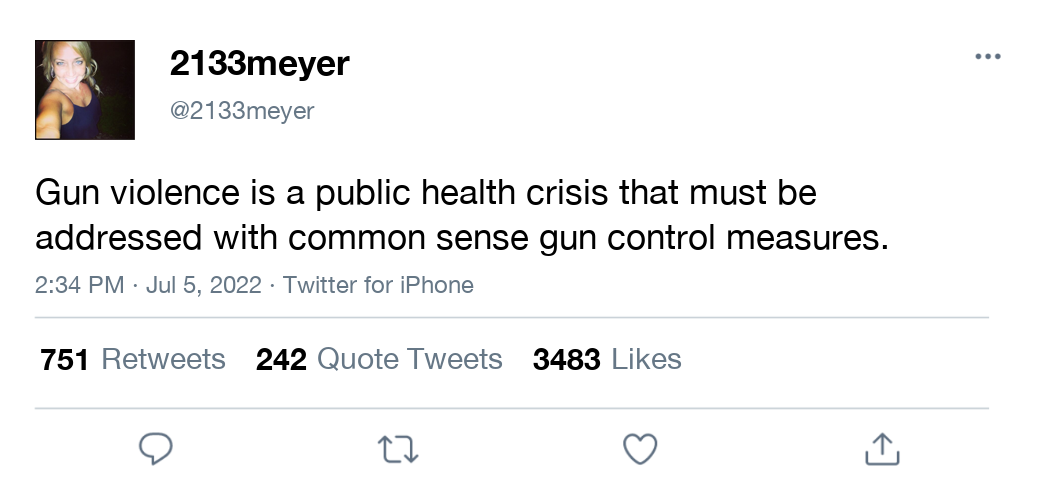 2133meyer
@2133meyer
Gun violence is a public health crisis that must be
addressed with common sense gun control measures.
2:34 PM · Jul 5, 2022 · Twitter for iPhone
751 Retweets 242 Quote Tweets 3483 Likes